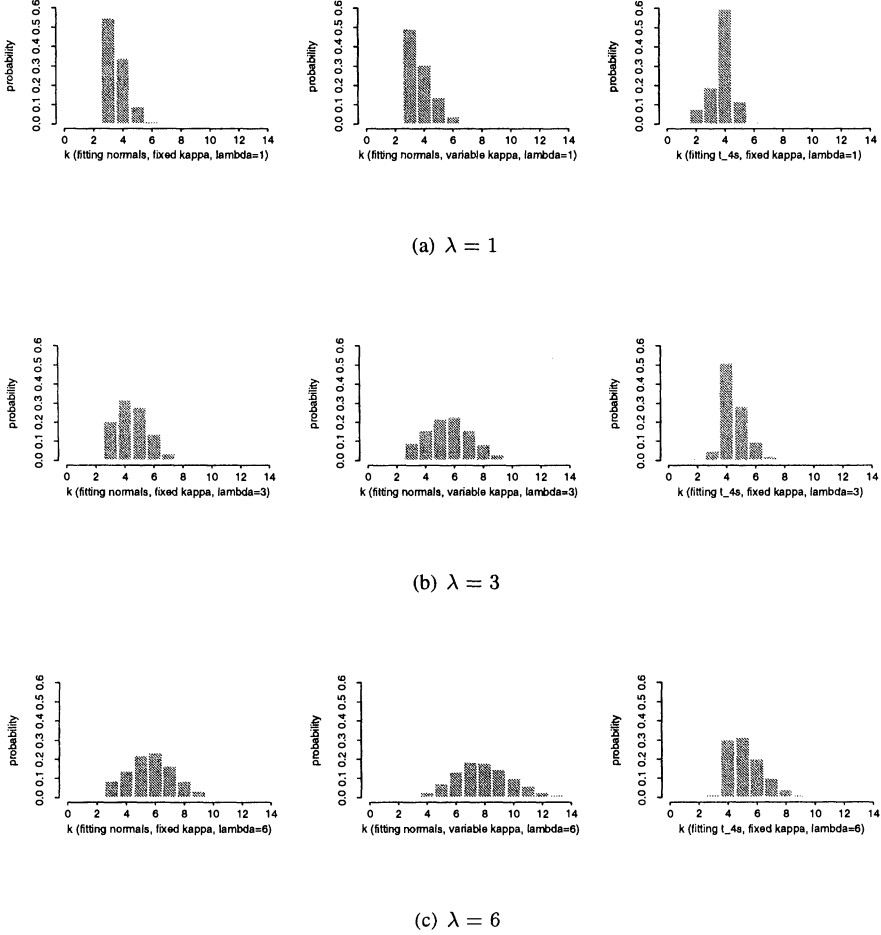 probability
0.0 0.1 0.2 0.3 0.4 0.5 0.6
0 2 4 6 8 10 12 14
k (fitting normals, fixed kappa, lambda=1)
probability
0.0 0.1 0.2 0.3 0.4 0.5 0.6
0 2 4 6 8 10 12 14
k (fitting normals, variable kappa, lambda=1)
probability
0.0 0.1 0.2 0.3 0.4 0.5 0.6
0 2 4 6 8 10 12 14
k (fitting t_4s, fixed kappa, lambda=1)
(a) λ = 1
probability
0.0 0.1 0.2 0.3 0.4 0.5 0.6
0 2 4 6 8 10 12 14
k (fitting normals, fixed kappa, lambda=3)
probability
0.0 0.1 0.2 0.3 0.4 0.5 0.6
0 2 4 6 8 10 12 14
k (fitting normals, variable kappa, lambda=3)
probability
0.0 0.1 0.2 0.3 0.4 0.5 0.6
0 2 4 6 8 10 12 14
k (fitting t_4s, fixed kappa, lambda=3)
(b) λ = 3
probability
0.0 0.1 0.2 0.3 0.4 0.5 0.6
0 2 4 6 8 10 12 14
k (fitting normals, fixed kappa, lambda=6)
probability
0.0 0.1 0.2 0.3 0.4 0.5 0.6
0 2 4 6 8 10 12 14
k (fitting normals, variable kappa, lambda=6)
probability
0.0 0.1 0.2 0.3 0.4 0.5 0.6
0 2 4 6 8 10 12 14
k (fitting t_4s, fixed kappa, lambda=6)
(c) λ = 6